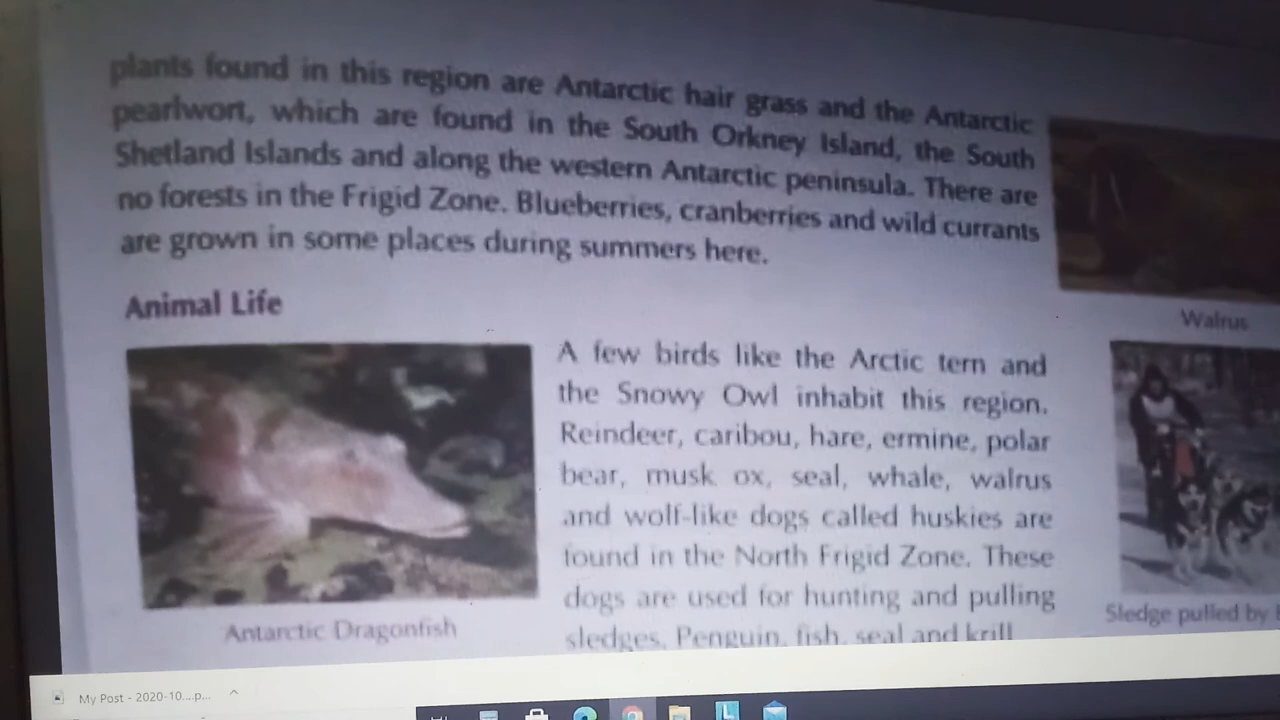 plants found in this region are Antarctic hair grass and the Antarctic
pearlwort, which are found in the South Orkney Island, the South
Shetland Islands and along the western Antarctic peninsula. There are
no forests in the Frigid Zone. Blueberries, cranberries and wild currants
are grown in some places during summers here.
Animal Life
A few birds like the Arctic tern and
the Snowy Owl inhabit this region.
Reindeer, caribou, hare, ermine, polar
bear, musk ox, seal, whale, walrus
and wolf-like dogs called huskies are
found in the North Frigid Zone. These
dogs are used for hunting and pulling
sledges. Penguin, fish, seal and krill
Antarctic Dragonfish
Walrus
Sledge pulled by
My Post - 2020-10....p...